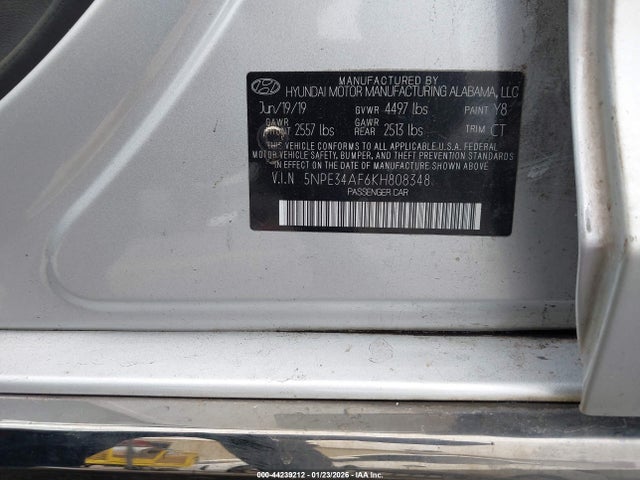 MANUFACTURED BY
HYUNDAI MOTOR MANUFACTURING ALABAMA, LLC
Jun/19/19 GVWR 4497 lbs PAINT Y8
GAWR GAWR
FRONT 2557 lbs REAR 2513 lbs TRIM CT
THIS VEHICLE CONFORMS TO ALL APPLICABLE U.S. FEDERAL
MOTOR VEHICLE SAFETY, BUMPER, AND THEFT PREVENTION STANDARDS
IN EFFECT ON THE DATE OF MANUFACTURE SHOWN ABOVE
V.I.N 5NPE34AF6KH808348
PASSENGER CAR
000-44239212 - 01/23/2026 - IAA Inc.